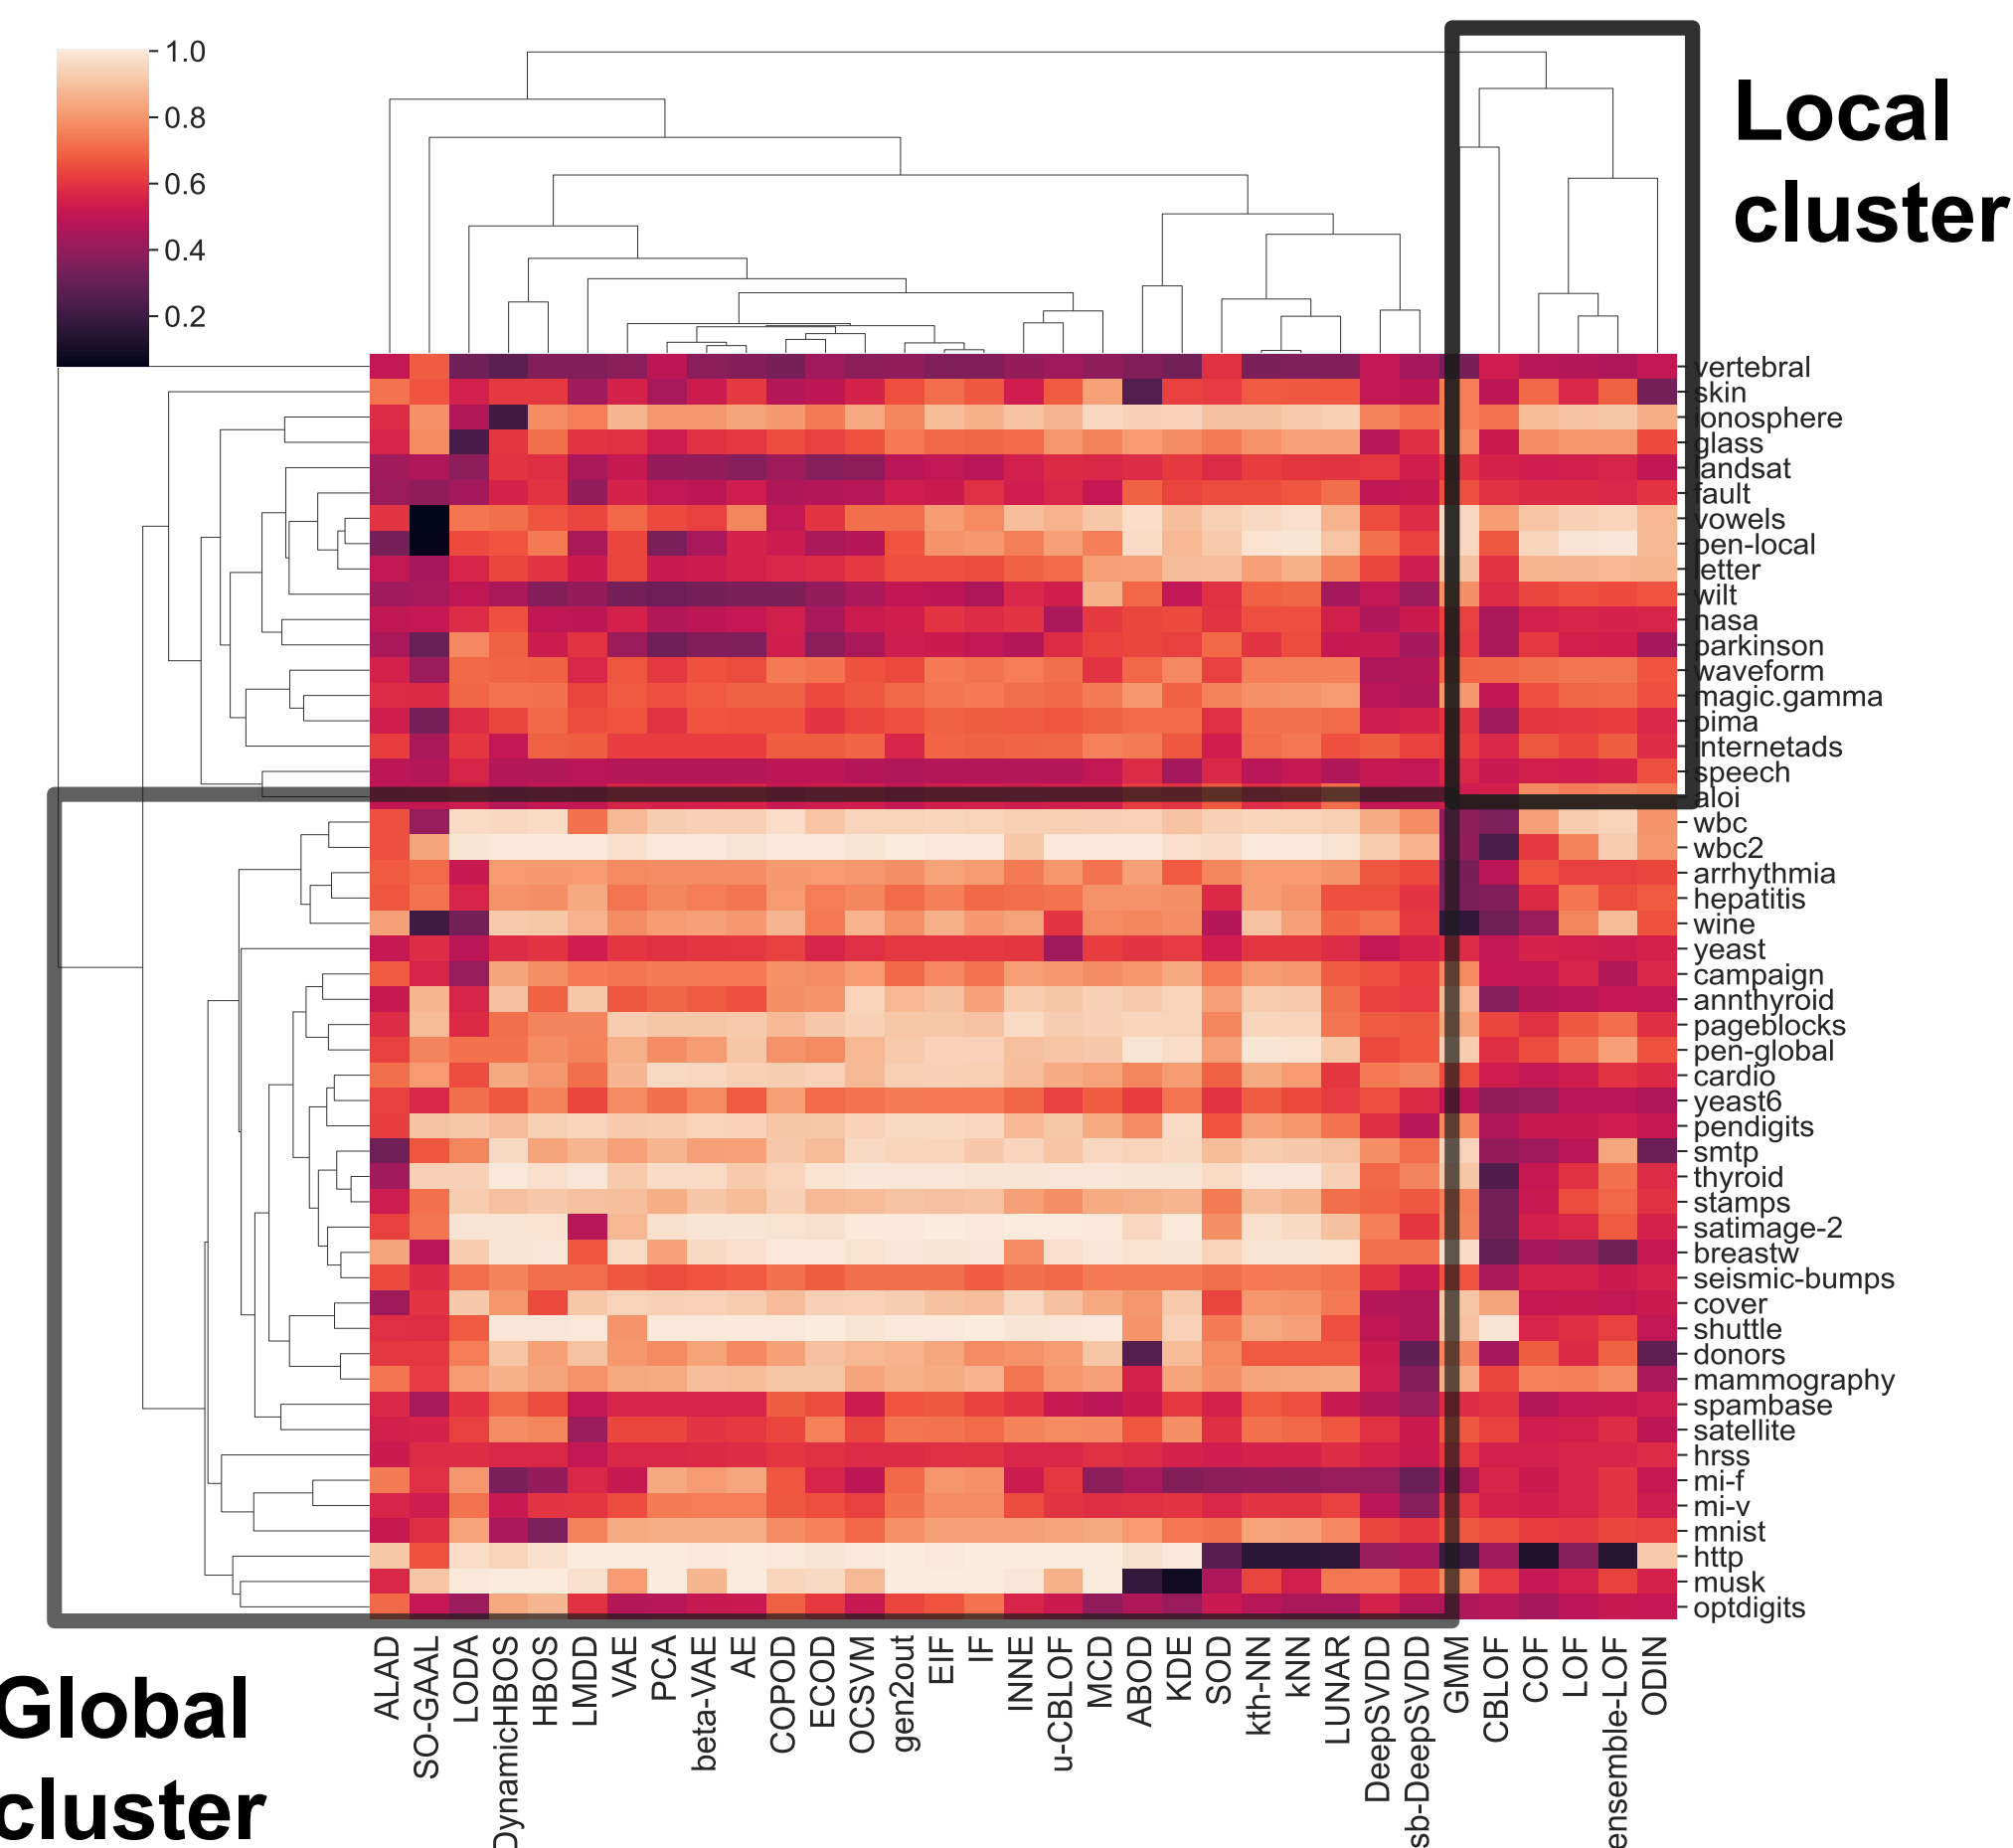 1.0
0.8
0.6
0.4
0.2
Local
cluster
vertebral
skin
ionosphere
glass
landsat
fault
vowels
pen-local
letter
wilt
nasa
parkinson
waveform
magic.gamma
pima
internetads
speech
aloi
wbc
wbc2
arrhythmia
hepatitis
wine
yeast
campaign
annthyroid
pageblocks
pen-global
cardio
yeast6
pendigits
smtp
thyroid
stamps
satimage-2
breastw
seismic-bumps
cover
shuttle
donors
mammography
spambase
satellite
hrss
mi-f
mi-v
mnist
http
musk
optdigits
ALAD
SO-GAAL
LODA
DynamicHBOS
HBOS
LMDD
VAE
PCA
beta-VAE
AE
COPOD
ECOD
OCSVM
gen2out
EIF
IF
INNE
u-CBLOF
MCD
ABOD
KDE
SOD
kth-NN
kNN
LUNAR
DeepSVDD
sb-DeepSVDD
GMM
CBLOF
COF
LOF
ensemble-LOF
ODIN
Global
cluster